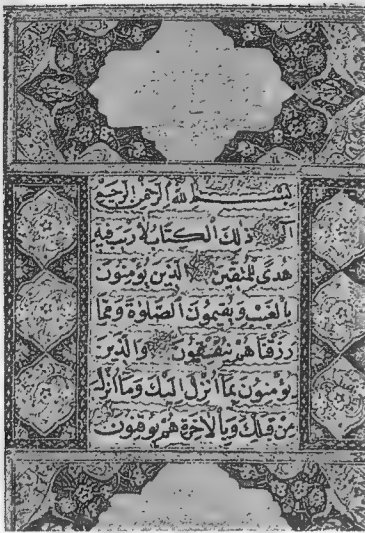 بسم الله الرحمن الرحيم
الم ذلك الكتاب لا ريب فيه
هدى للمتقين الذين يؤمنون
بالغيب ويقيمون الصلوة ومما
رزقناهم ينفقون والذين
يؤمنون بما انزل اليك وما انزل
من قبلك وبالاخرة هم يوقنون